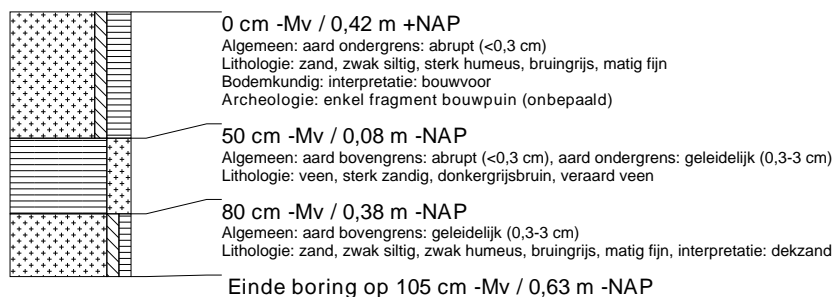 0 cm -Mv / 0,42 m +NAP
Algemeen: aard ondergrens: abrupt (<0,3 cm)
Lithologie: zand, zwak siltig, sterk humeus, bruingrijs, matig fijn
Bodemkundig: interpretatie: bouwvoor
Archeologie: enkel fragment bouwpuin (onbepaald)
50 cm -Mv / 0,08 m -NAP
Algemeen: aard bovengrens: abrupt (<0,3 cm), aard ondergrens: geleidelijk (0,3-3 cm)
Lithologie: veen, sterk zandig, donkergrijsbruin, veraard veen
80 cm -Mv / 0,38 m -NAP
Algemeen: aard bovengrens: geleidelijk (0,3-3 cm)
Lithologie: zand, zwak siltig, zwak humeus, bruingrijs, matig fijn, interpretatie: dekzand
Einde boring op 105 cm -Mv / 0,63 m -NAP